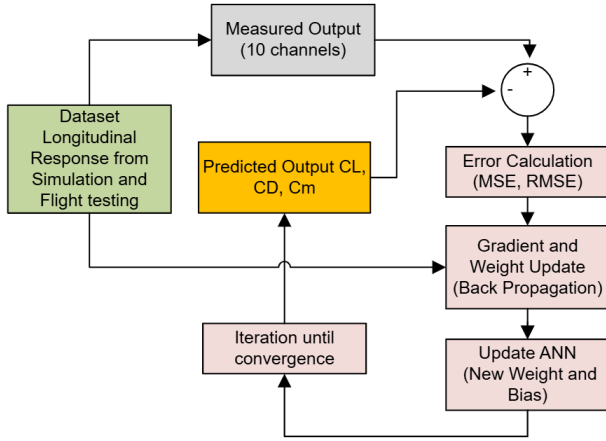 Measured Output
(10 channels)
+
-
Dataset
Longitudinal
Response from
Simulation and
Flight testing
Predicted Output CL,
CD, Cm
Error Calculation
(MSE, RMSE)
Gradient and
Weight Update
(Back Propagation)
Iteration until
convergence
Update ANN
(New Weight and
Bias)